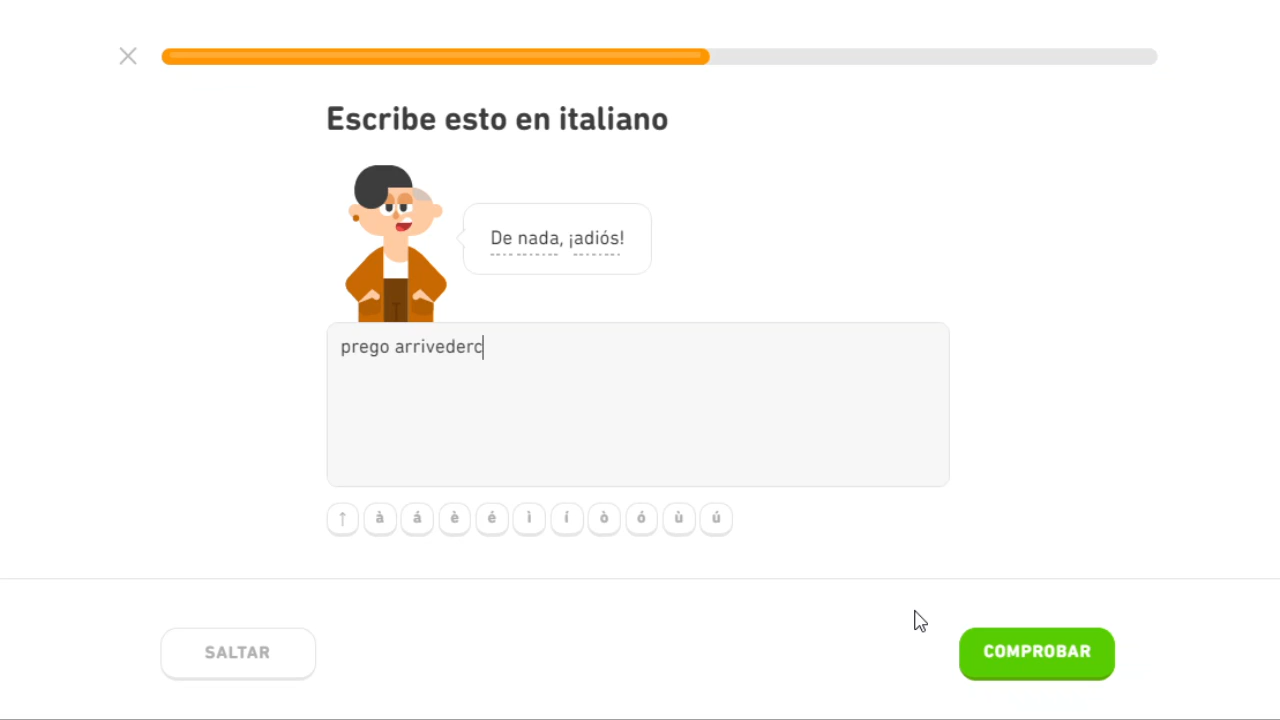 Escribe esto en italiano
De nada, ¡adiós!
prego arrivederc
↑ à á è é ì í ò ó ù ú
SALTAR
COMPROBAR